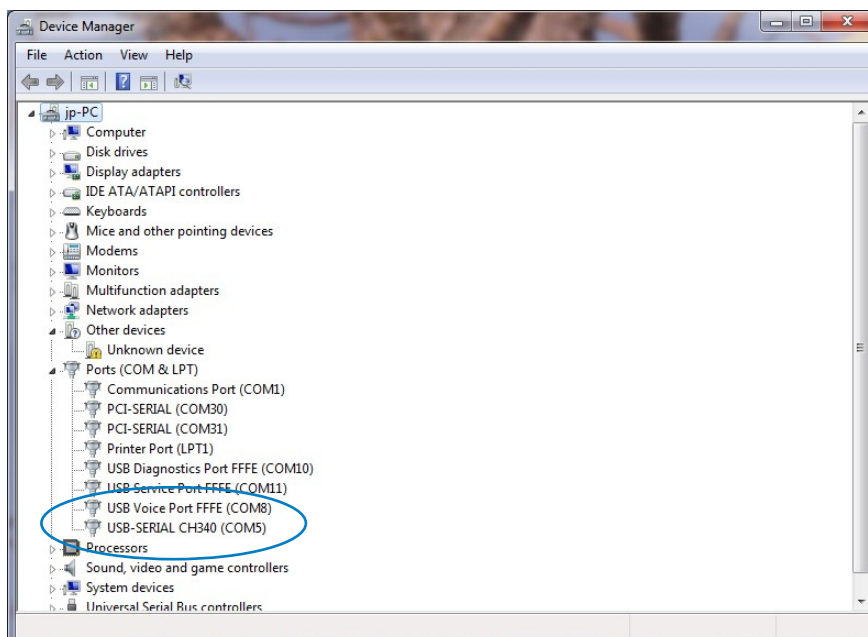 Device Manager
File Action View Help
jp-PC
Computer
Disk drives
Display adapters
IDE ATA/ATAPI controllers
Keyboards
Mice and other pointing devices
Modems
Monitors
Multifunction adapters
Network adapters
Other devices
Unknown device
Ports (COM & LPT)
Communications Port (COM1)
PCI-SERIAL (COM30)
PCI-SERIAL (COM31)
Printer Port (LPT1)
USB Diagnostics Port FFFE (COM10)
USB Service Port FFFE (COM11)
USB Voice Port FFFE (COM8)
USB-SERIAL CH340 (COM5)
Processors
Sound, video and game controllers
System devices
Universal Serial Bus controllers